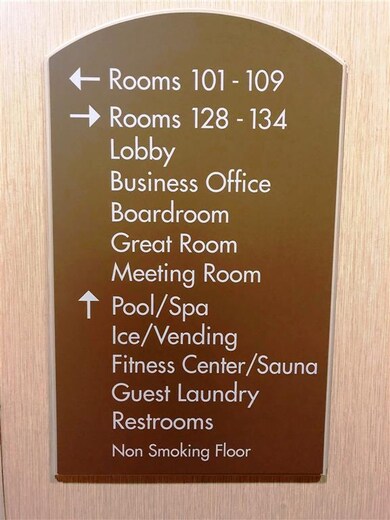 ← Rooms 101 - 109
→ Rooms 128 - 134
Lobby
Business Office
Boardroom
Great Room
Meeting Room
↑ Pool/Spa
Ice/Vending
Fitness Center/Sauna
Guest Laundry
Restrooms
Non Smoking Floor